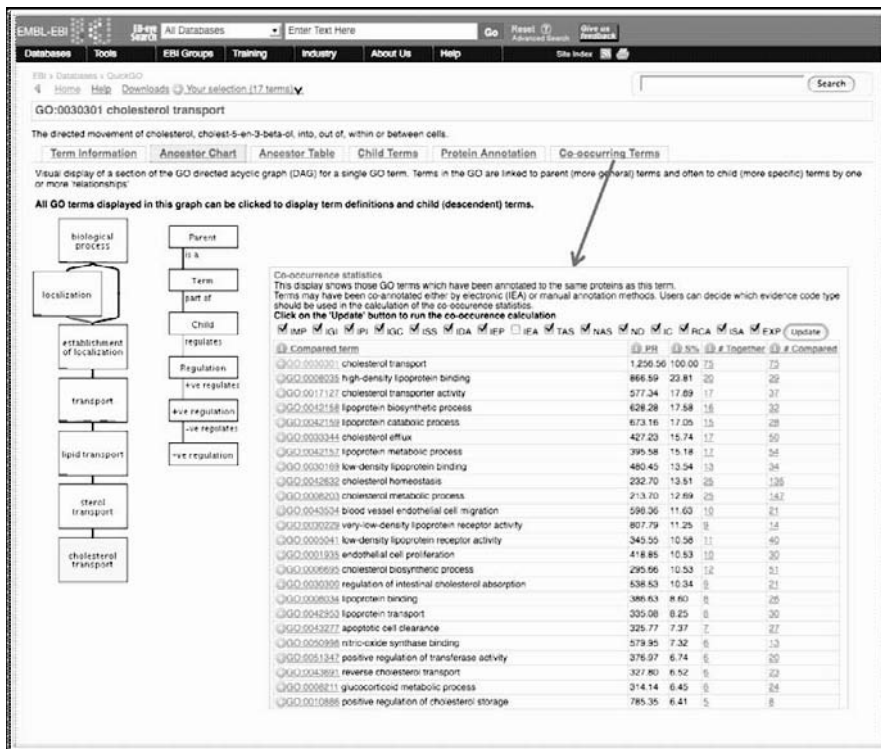 EMBL-EBI
EB-eye Search
All Databases
Enter Text Here
Go
Reset
Advanced Search
Give us feedback
Databases Tools EBI Groups Training Industry About Us Help Site Index
EBI > Databases > QuickGO
Home Help Downloads Your selection (17 terms)
Search
GO:0030301 cholesterol transport
The directed movement of cholesterol, cholest-5-en-3-beta-ol, into, out of, within or between cells.
Term Information Ancestor Chart Ancestor Table Child Terms Protein Annotation Co-occurring Terms
Visual display of a section of the GO directed acyclic graph (DAG) for a single GO term. Terms in the GO are linked to parent (more general) terms and often to child (more specific) terms by one
or more 'relationships'
All GO terms displayed in this graph can be clicked to display term definitions and child (descendent) terms.
biological
process
localization
establishment
of localization
transport
lipid transport
sterol
transport
cholesterol
transport
Parent
is a
Term
part of
Child
regulates
Regulation
+ve regulates
+ve regulation
-ve regulates
-ve regulation
Co-occurrence statistics
This display shows those GO terms which have been annotated to the same proteins as this term.
Terms may have been co-annotated either by electronic (IEA) or manual annotation methods. Users can decide which evidence code type
should be used in the calculation of the co-occurence statistics.
Click on the 'Update' button to run the co-occurence calculation
IMP IGI IPI IGC ISS IDA IEP IEA TAS NAS ND IC RCA ISA EXP Update
Compared term PR S% # Together # Compared
GO:0030301 cholesterol transport 1,256.56 100.00 75 75
GO:0008035 high-density lipoprotein binding 866.59 23.81 20 29
GO:0017127 cholesterol transporter activity 577.34 17.89 17 37
GO:0042158 lipoprotein biosynthetic process 628.28 17.58 16 32
GO:0042159 lipoprotein catabolic process 673.16 17.05 15 28
GO:0033344 cholesterol efflux 427.23 15.74 17 50
GO:0042157 lipoprotein metabolic process 395.58 15.18 17 54
GO:0030169 low-density lipoprotein binding 480.45 13.54 13 34
GO:0042632 cholesterol homeostasis 232.70 13.51 25 135
GO:0008203 cholesterol metabolic process 213.70 12.69 25 147
GO:0043534 blood vessel endothelial cell migration 598.36 11.63 10 21
GO:0030229 very-low-density lipoprotein receptor activity 807.79 11.25 9 14
GO:0005041 low-density lipoprotein receptor activity 345.55 10.58 11 40
GO:0001935 endothelial cell proliferation 418.85 10.53 10 30
GO:0006695 cholesterol biosynthetic process 295.66 10.53 12 51
GO:0030300 regulation of intestinal cholesterol absorption 538.53 10.34 9 21
GO:0008034 lipoprotein binding 386.63 8.60 8 26
GO:0042953 lipoprotein transport 335.08 8.25 8 30
GO:0043277 apoptotic cell clearance 325.77 7.37 7 27
GO:0050998 nitric-oxide synthase binding 579.95 7.32 6 13
GO:0051347 positive regulation of transferase activity 376.97 6.74 6 20
GO:0043691 reverse cholesterol transport 327.80 6.52 6 23
GO:0008211 glucocorticoid metabolic process 314.14 6.45 6 24
GO:0010886 positive regulation of cholesterol storage 785.35 6.41 5 8